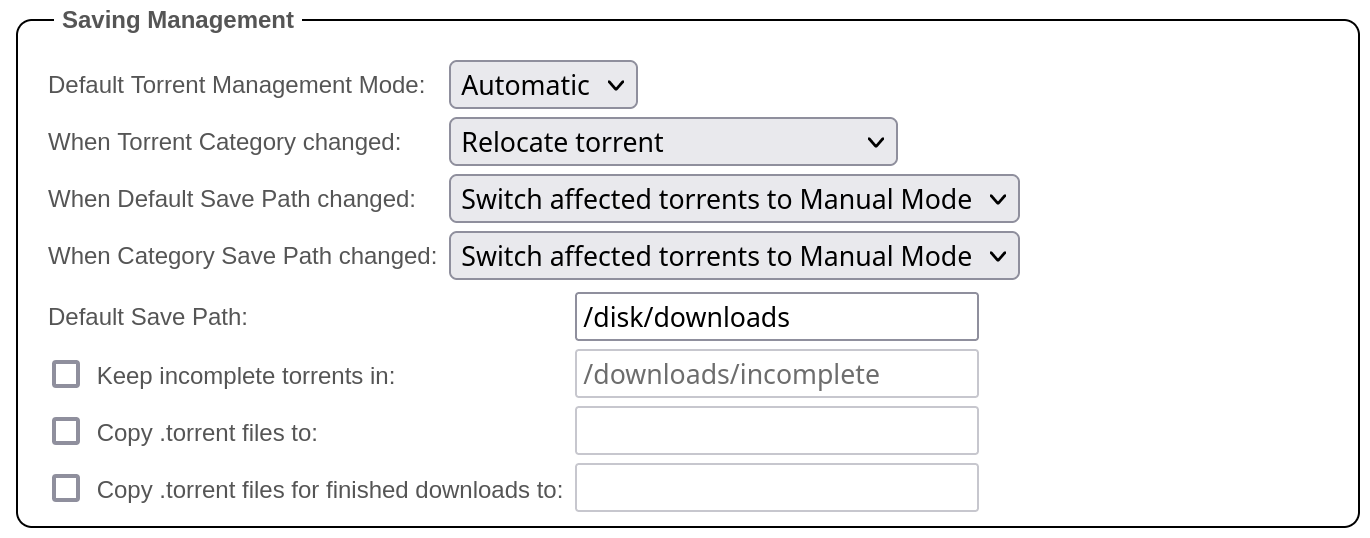 Saving Management
Default Torrent Management Mode: Automatic
When Torrent Category changed: Relocate torrent
When Default Save Path changed: Switch affected torrents to Manual Mode
When Category Save Path changed: Switch affected torrents to Manual Mode
Default Save Path: /disk/downloads
Keep incomplete torrents in: /downloads/incomplete
Copy .torrent files to:
Copy .torrent files for finished downloads to: